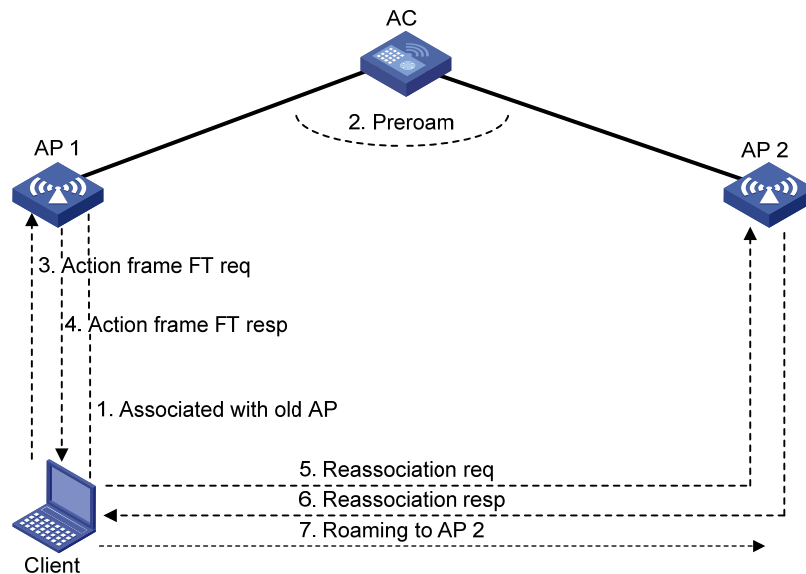 AC
2. Preroam
AP 1
AP 2
3. Action frame FT req
4. Action frame FT resp
1. Associated with old AP
5. Reassociation req
6. Reassociation resp
7. Roaming to AP 2
Client